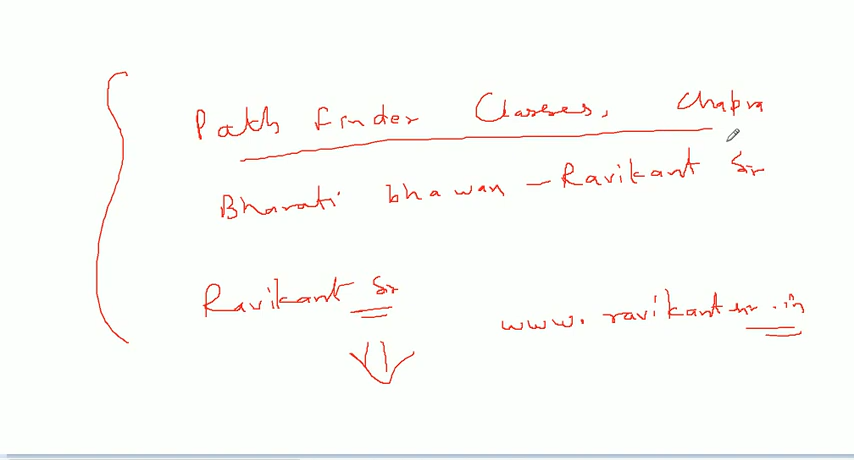 Path Finder Classes, Chapra
Bharati bhawan - Ravikant Sir
Ravikant Sir
www.ravikantsir.in